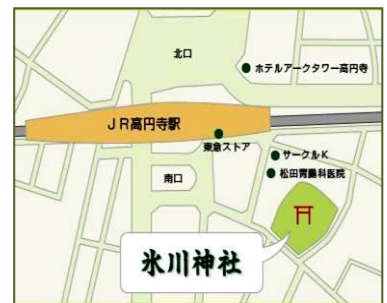 北口
ホテルアークタワー高円寺
JR高円寺駅
東急ストア
サークルK
南口
松田胃腸科医院
氷川神社